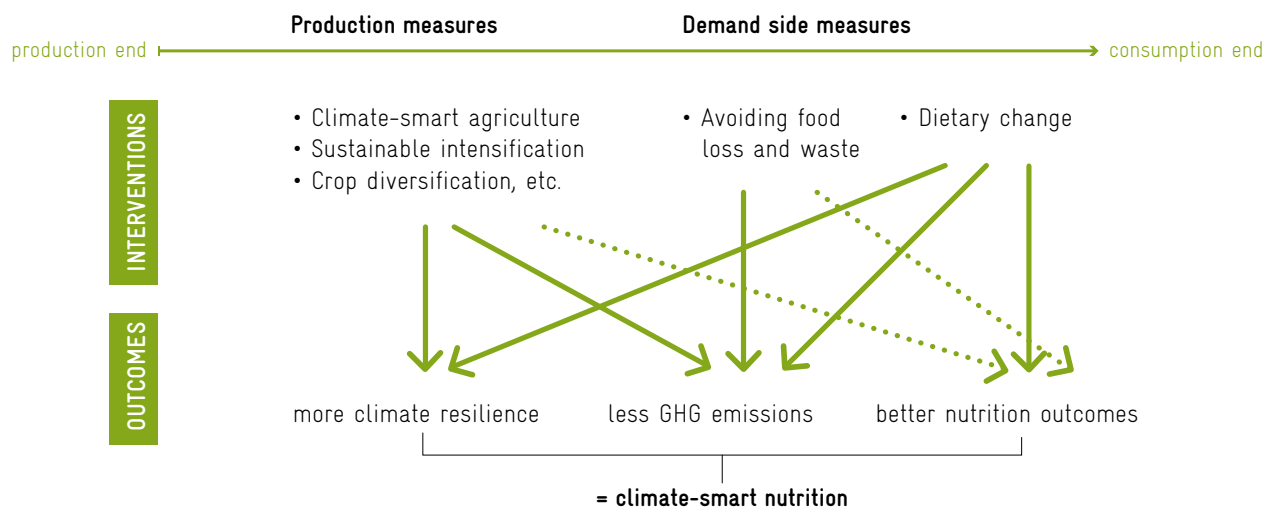 Production measures
Demand side measures
production end
consumption end
INTERVENTIONS
• Climate-smart agriculture
• Sustainable intensification
• Crop diversification, etc.
• Avoiding food
loss and waste
• Dietary change
OUTCOMES
more climate resilience
less GHG emissions
better nutrition outcomes
= climate-smart nutrition